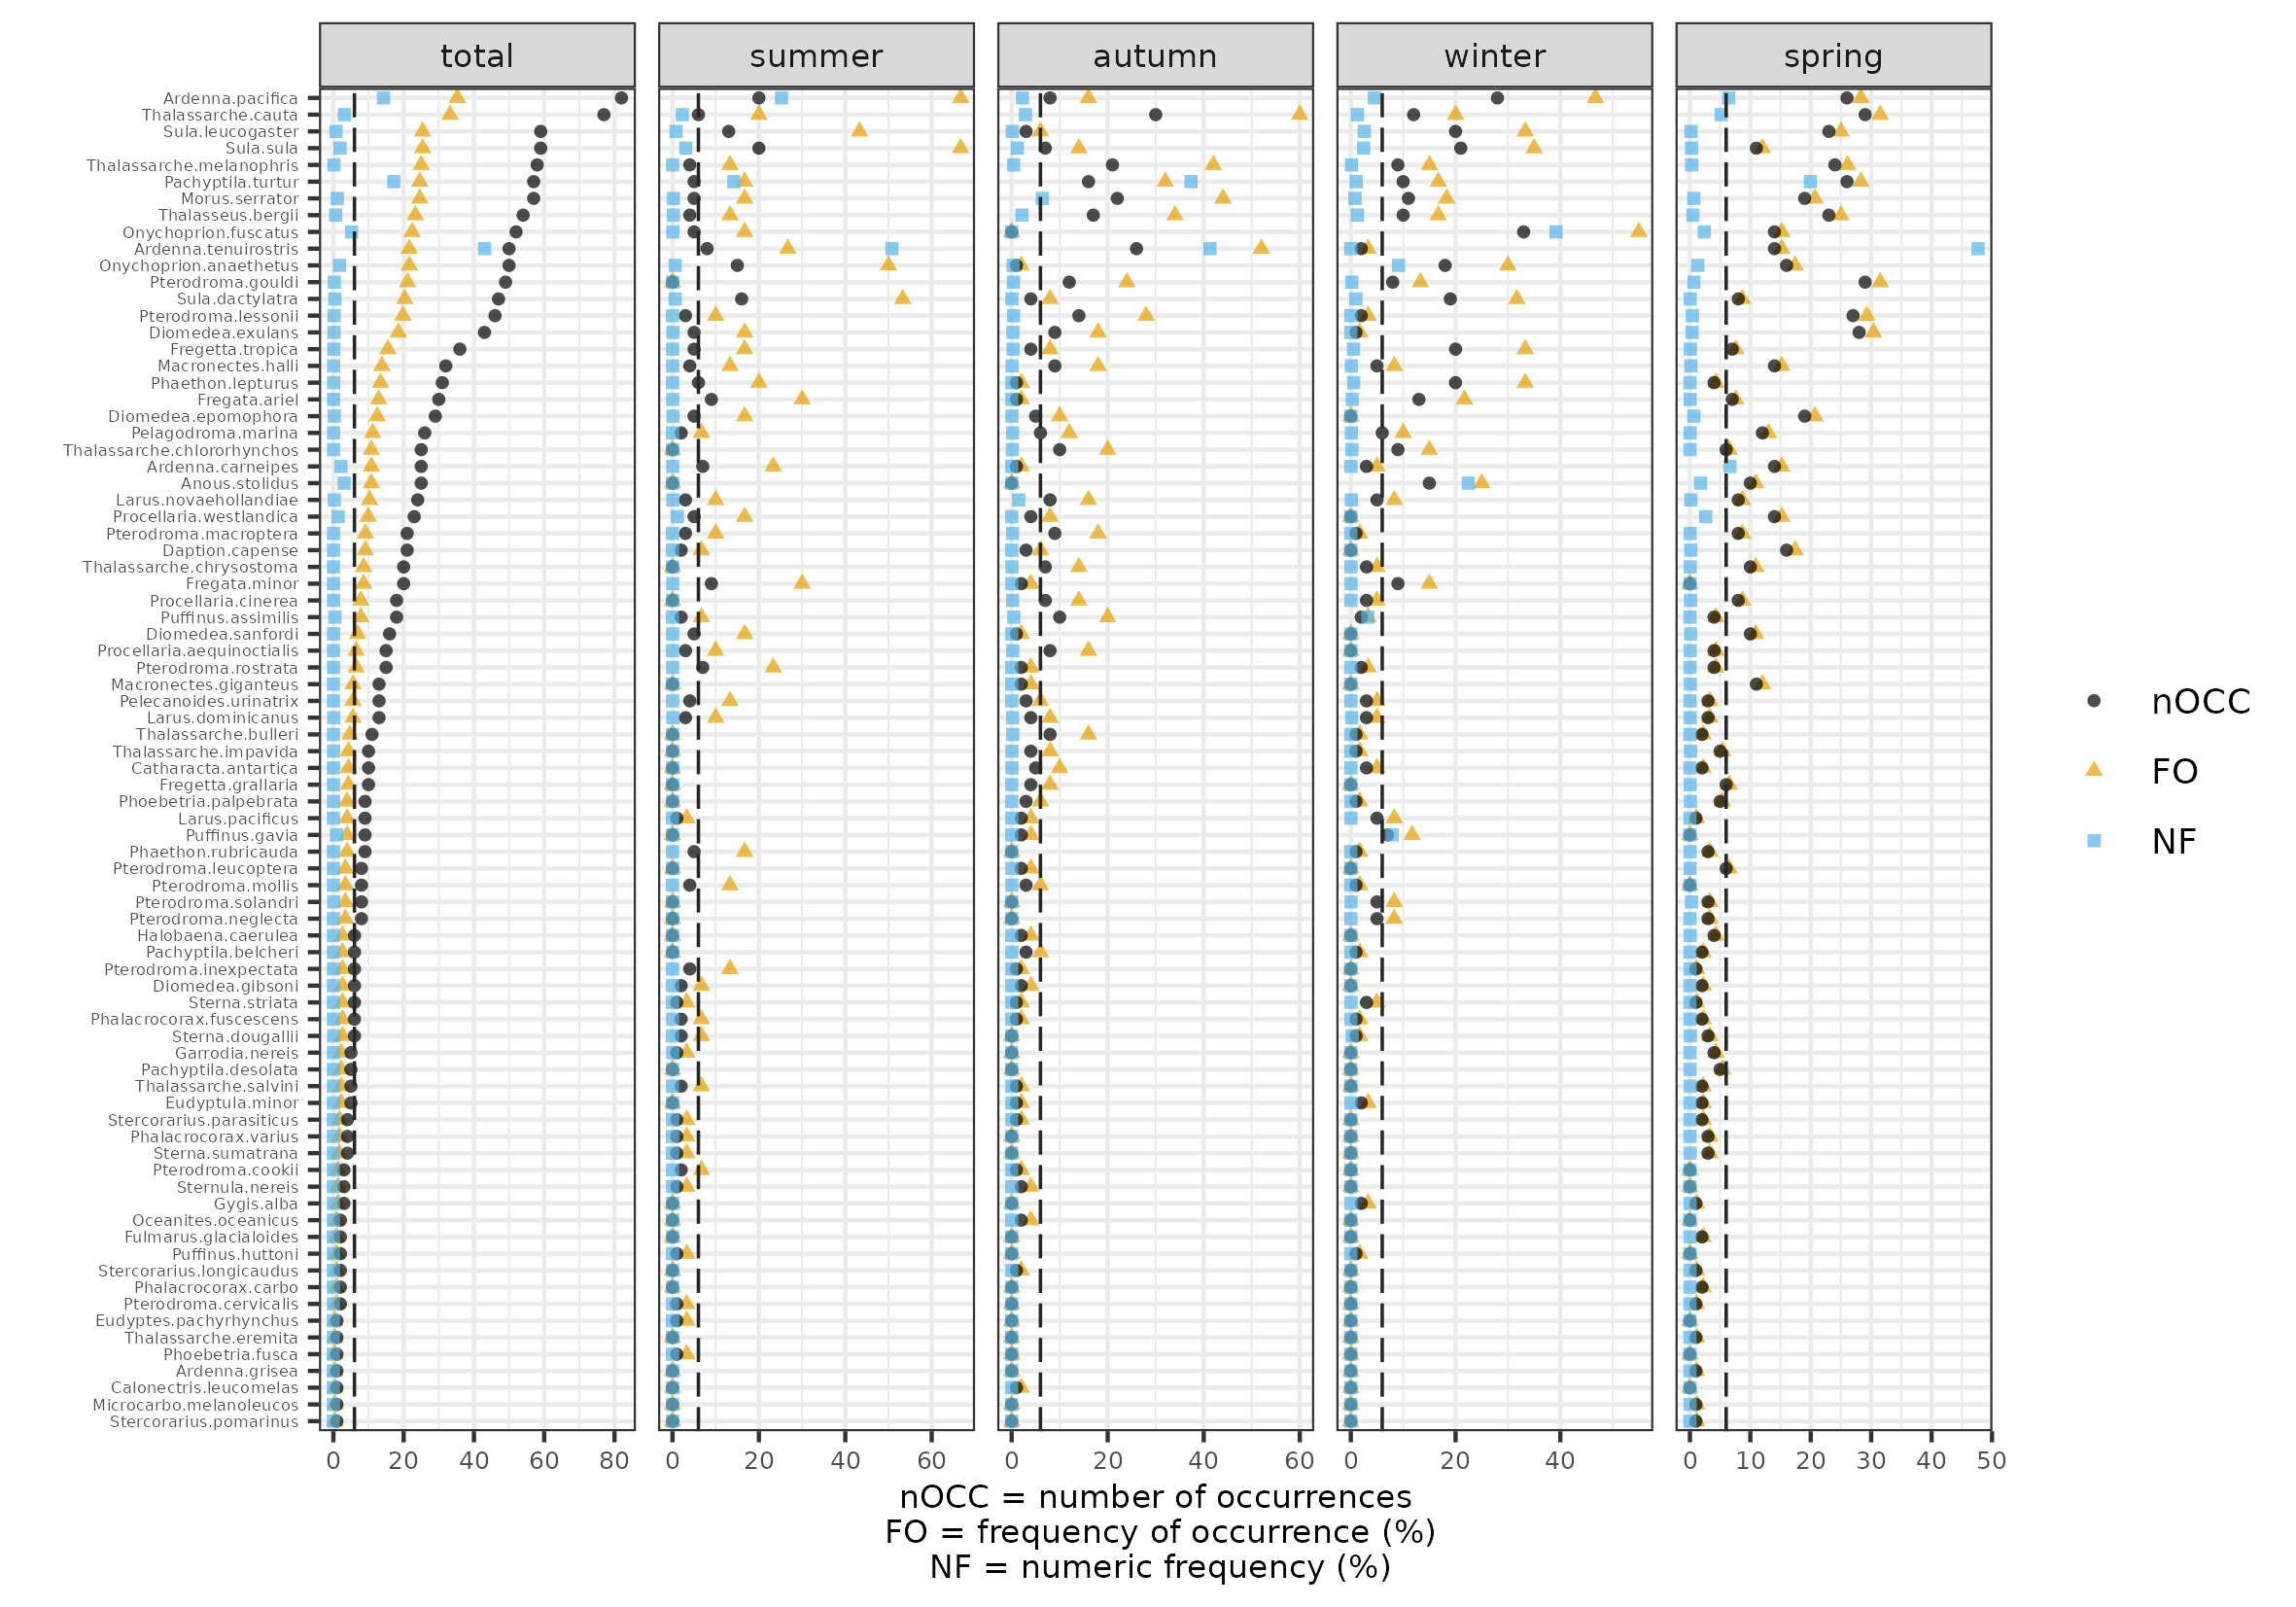 total summer autumn winter spring
Ardenna.pacifica
Thalassarche.cauta
Sula.leucogaster
Sula.sula
Thalassarche.melanophris
Pachyptila.turtur
Morus.serrator
Thalasseus.bergii
Onychoprion.fuscatus
Ardenna.tenuirostris
Onychoprion.anaethetus
Pterodroma.gouldi
Sula.dactylatra
Pterodroma.lessonii
Diomedea.exulans
Fregetta.tropica
Macronectes.halli
Phaethon.lepturus
Fregata.ariel
Diomedea.epomophora
Pelagodroma.marina
Thalassarche.chlororhynchos
Ardenna.carneipes
Anous.stolidus
Larus.novaehollandiae
Procellaria.westlandica
Pterodroma.macroptera
Daption.capense
Thalassarche.chrysostoma
Fregata.minor
Procellaria.cinerea
Puffinus.assimilis
Diomedea.sanfordi
Procellaria.aequinoctialis
Pterodroma.rostrata
Macronectes.giganteus
Pelecanoides.urinatrix
Larus.dominicanus
Thalassarche.bulleri
Thalassarche.impavida
Catharacta.antartica
Fregetta.grallaria
Phoebetria.palpebrata
Larus.pacificus
Puffinus.gavia
Phaethon.rubricauda
Pterodroma.leucoptera
Pterodroma.mollis
Pterodroma.solandri
Pterodroma.neglecta
Halobaena.caerulea
Pachyptila.belcheri
Pterodroma.inexpectata
Diomedea.gibsoni
Sterna.striata
Phalacrocorax.fuscescens
Sterna.dougallii
Garrodia.nereis
Pachyptila.desolata
Thalassarche.salvini
Eudyptula.minor
Stercorarius.parasiticus
Phalacrocorax.varius
Sterna.sumatrana
Pterodroma.cookii
Sternula.nereis
Gygis.alba
Oceanites.oceanicus
Fulmarus.glacialoides
Puffinus.huttoni
Stercorarius.longicaudus
Phalacrocorax.carbo
Pterodroma.cervicalis
Eudyptes.pachyrhynchus
Thalassarche.eremita
Phoebetria.fusca
Ardenna.grisea
Calonectris.leucomelas
Microcarbo.melanoleucos
Stercorarius.pomarinus
0 20 40 60 80 0 20 40 60 0 20 40 60 0 20 40 0 10 20 30 40 50
nOCC = number of occurrences
FO = frequency of occurrence (%)
NF = numeric frequency (%)
nOCC
FO
NF